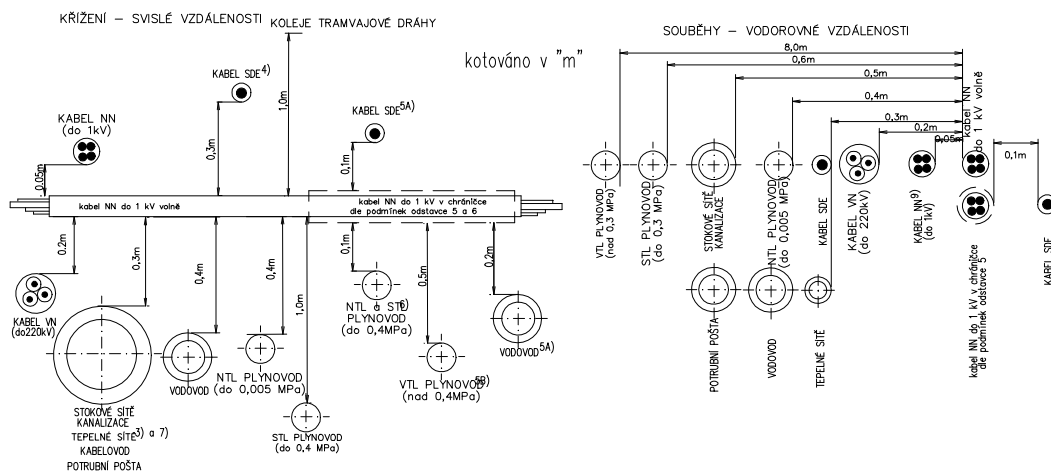 KŘÍŽENÍ – SVISLÉ VZDÁLENOSTI
KOLEJE TRAMVAJOVÉ DRÁHY
kotováno v "m"
KABEL SDE4)
KABEL NN
(do 1kV)
KABEL SDE5A)
1,0m
0,3m
0,1m
0,05m
kabel NN do 1 kV volně
kabel NN do 1 kV v chráničce
dle podmínek odstavce 5 a 6
0,2m
0,3m
0,4m
0,4m
1,0m
0,1m
0,5m
0,2m
KABEL VN
(do220kV)
STOKOVÉ SÍTĚ
KANALIZACE
TEPELNÉ SÍTĚ3) a 7)
KABELOVOD
POTRUBNÍ POŠTA
VODOVOD
NTL PLYNOVOD
(do 0,005 MPa)
STL PLYNOVOD
(do 0,4 MPa)
NTL a STL6)
PLYNOVOD
(do 0,4MPa)
VTL PLYNOVOD5B)
(nad 0,4MPa)
VODOVOD5A)
SOUBĚHY – VODOROVNÉ VZDÁLENOSTI
8,0m
0,6m
0,5m
0,4m
0,3m
0,2m
0,05m
0,1m
kabel NN
do 1 kV volně
VTL PLYNOVOD
(nad 0,3 MPa)
STL PLYNOVOD
(do 0,3 MPa)
STOKOVÉ SÍTĚ
KANALIZACE
NTL PLYNOVOD
(do 0,005 MPa)
KABEL SDE
KABEL VN
(do 220kV)
KABEL NN9)
(do 1kV)
kabel NN do 1 kV v chráničce
dle podmínek odstavce 5
KABEL SDE
POTRUBNÍ POŠTA
VODOVOD
TEPELNÉ SÍTĚ